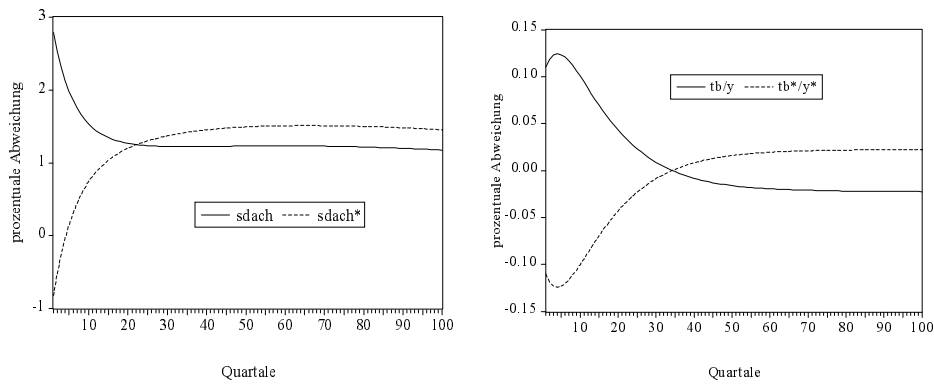 prozentuale Abweichung
3
2
1
0
-1
sdach sdach*
10 20 30 40 50 60 70 80 90 100
Quartale
prozentuale Abweichung
0.15
0.10
0.05
0.00
-0.05
-0.10
-0.15
tb/y tb*/y*
10 20 30 40 50 60 70 80 90 100
Quartale